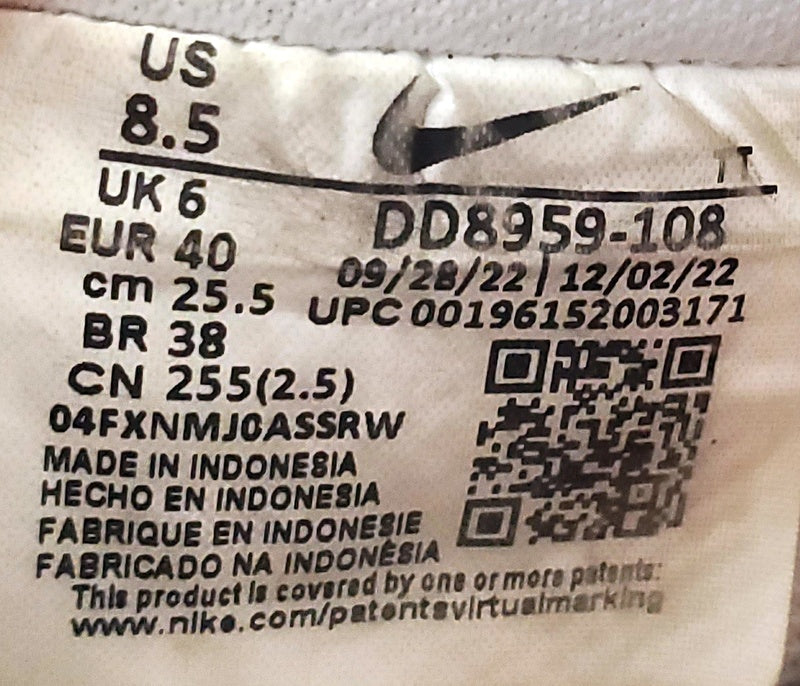 US
8.5
TT
UK 6
EUR 40
cm 25.5
BR 38
CN 255(2.5)
DD8959-108
09/28/22 | 12/02/22
UPC 00196152003171
04FXNMJ0ASSRW
MADE IN INDONESIA
HECHO EN INDONESIA
FABRIQUE EN INDONESIE
FABRICADO NA INDONÉSIA
This product is covered by one or more patents:
www.nike.com/patentsvirtualmarking